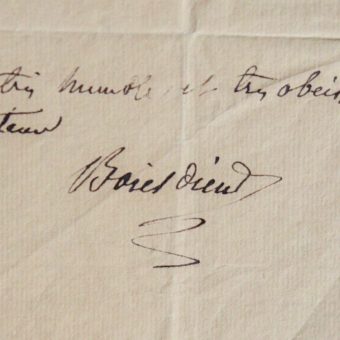 très humble et très obéis
teur
Boieldieu